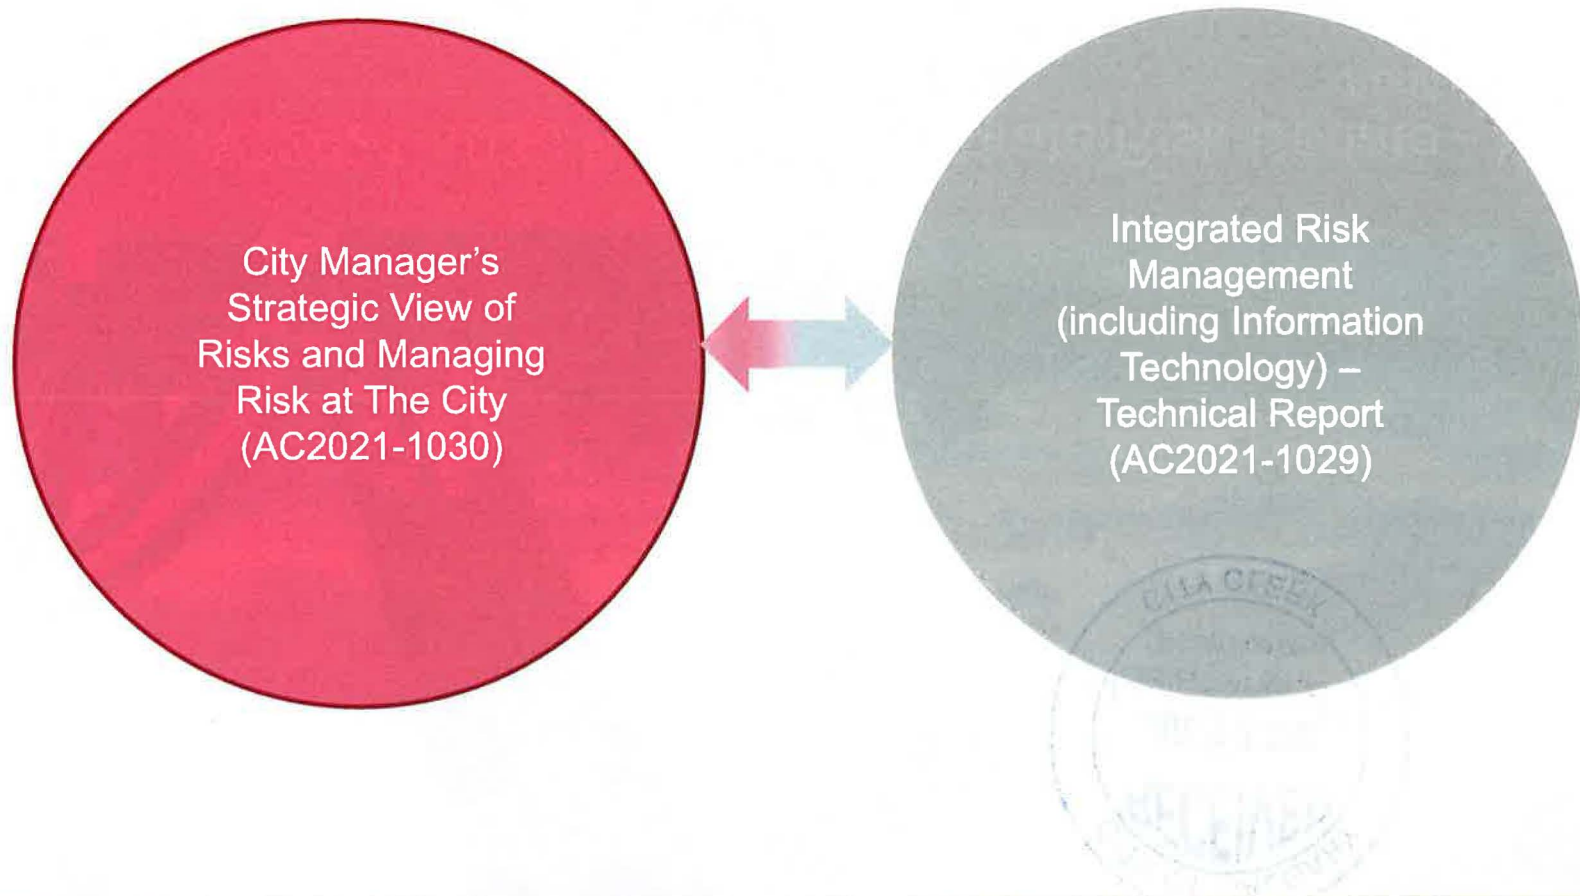 City Manager's
Strategic View of
Risks and Managing
Risk at The City
(AC2021-1030)
Integrated Risk
Management
(including Information
Technology) –
Technical Report
(AC2021-1029)